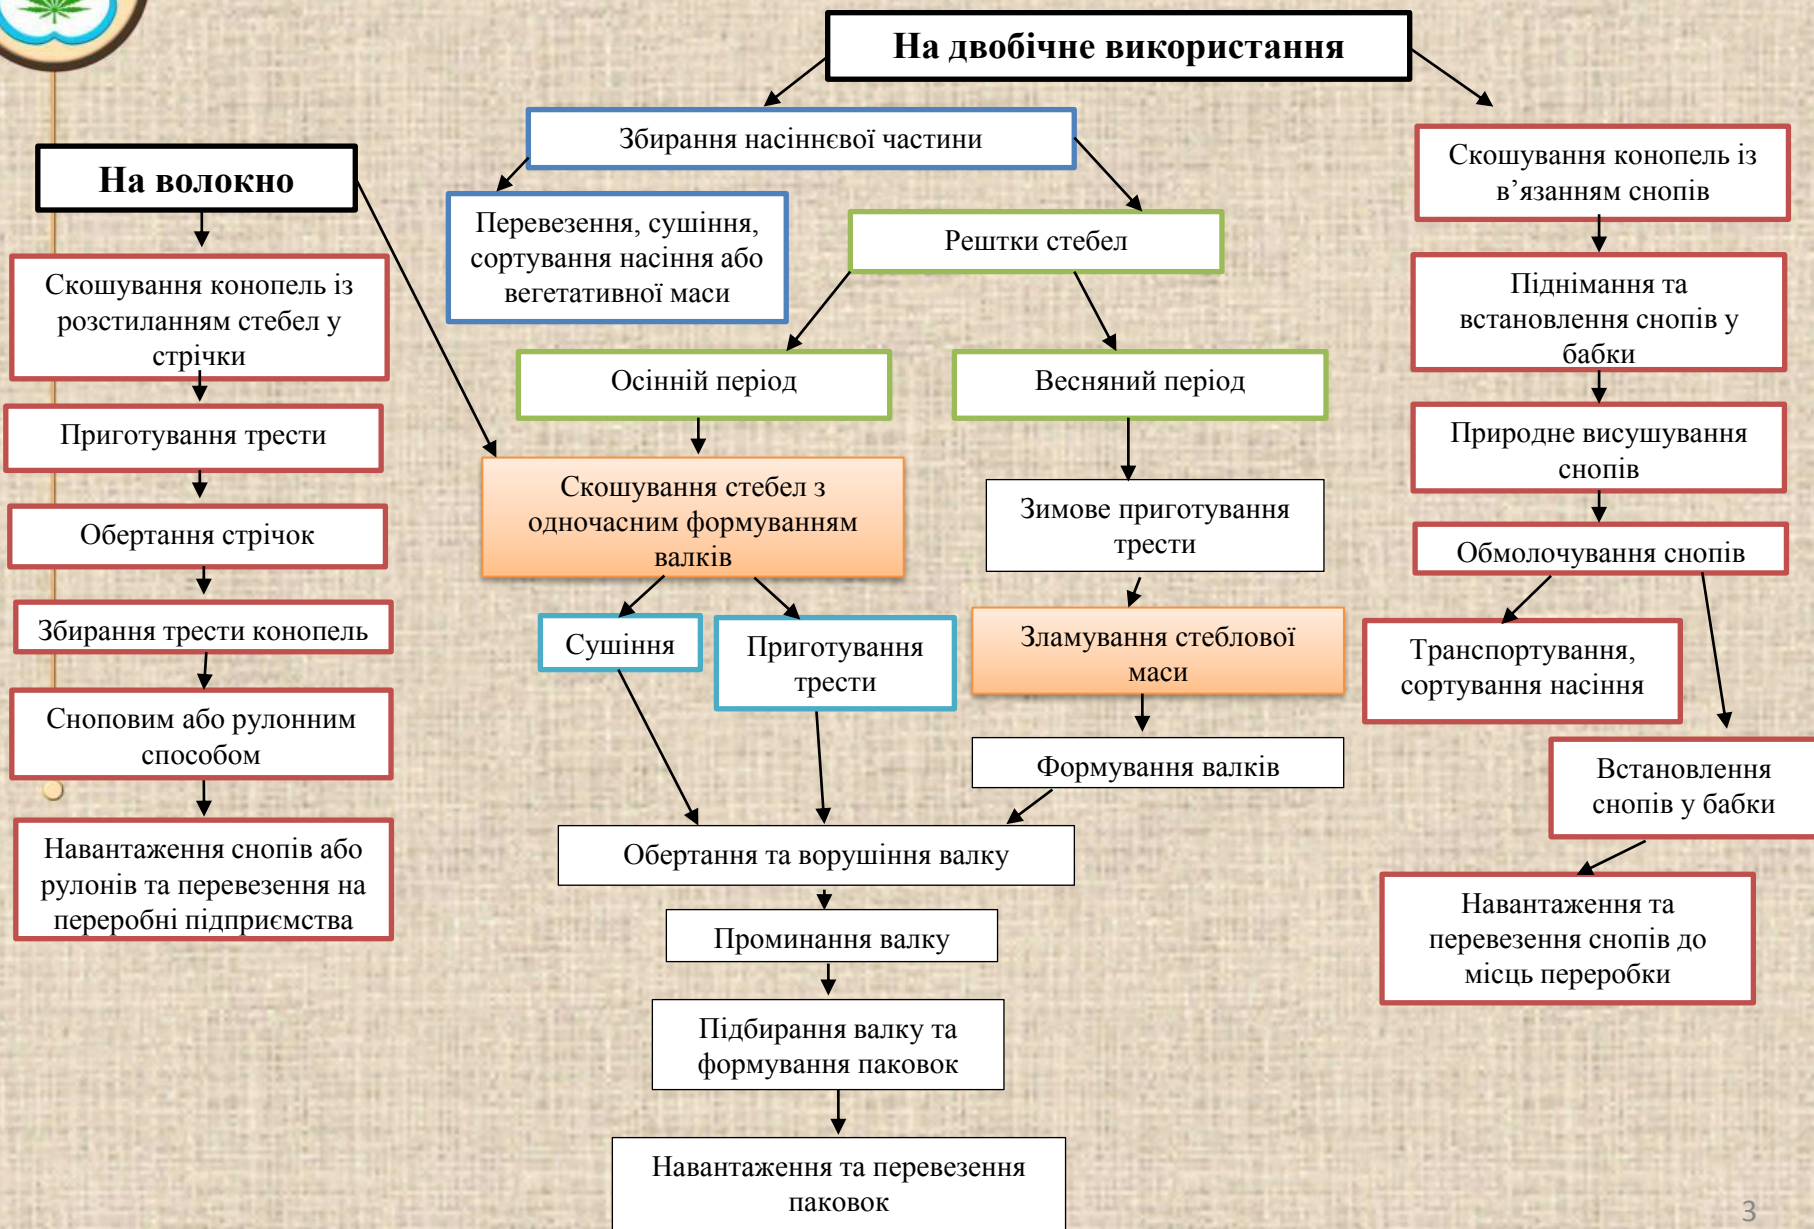 На двобічне використання
На волокно
Скошування конопель із
розстиланням стебел у
стрічки
Приготування трести
Обертання стрічок
Збирання трести конопель
Сноповим або рулонним
способом
Навантаження снопів або
рулонів та перевезення на
переробні підприємства
Збирання насіннєвої частини
Перевезення, сушіння,
сортування насіння або
вегетативної маси
Рештки стебел
Осінній період
Весняний період
Скошування стебел з
одночасним формуванням
валків
Зимове приготування
трести
Сушіння
Приготування
трести
Зламування стеблової
маси
Формування валків
Обертання та ворушіння валку
Проминання валку
Підбирання валку та
формування паковок
Навантаження та перевезення
паковок
Скошування конопель із
в’язанням снопів
Піднімання та
встановлення снопів у
бабки
Природне висушування
снопів
Обмолочування снопів
Транспортування,
сортування насіння
Встановлення
снопів у бабки
Навантаження та
перевезення снопів до
місць переробки
3